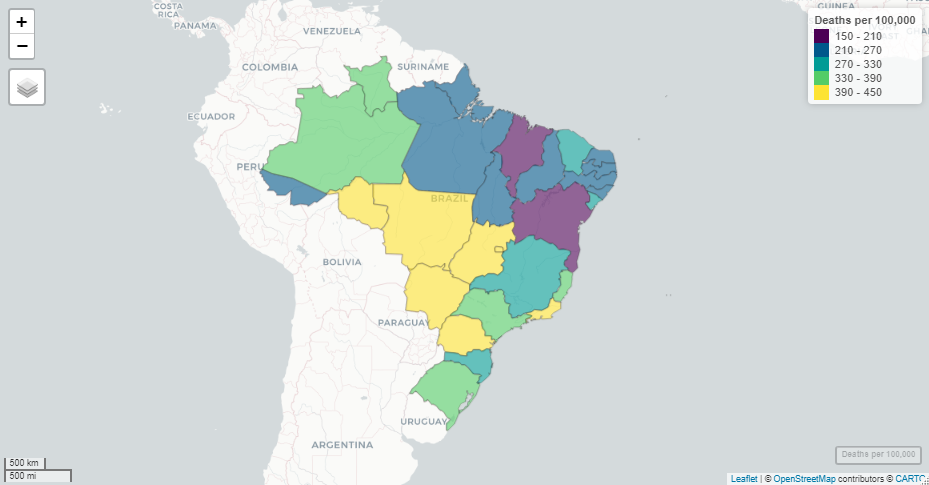 COSTA
RICA
PANAMA
VENEZUELA
COLOMBIA
SURINAME
ECUADOR
PERU
BRAZIL
BOLIVIA
PARAGUAY
URUGUAY
ARGENTINA
GUINEA
+
−
Deaths per 100,000
150 - 210
210 - 270
270 - 330
330 - 390
390 - 450
500 km
500 mi
Deaths per 100,000
Leaflet | © OpenStreetMap contributors © CARTO